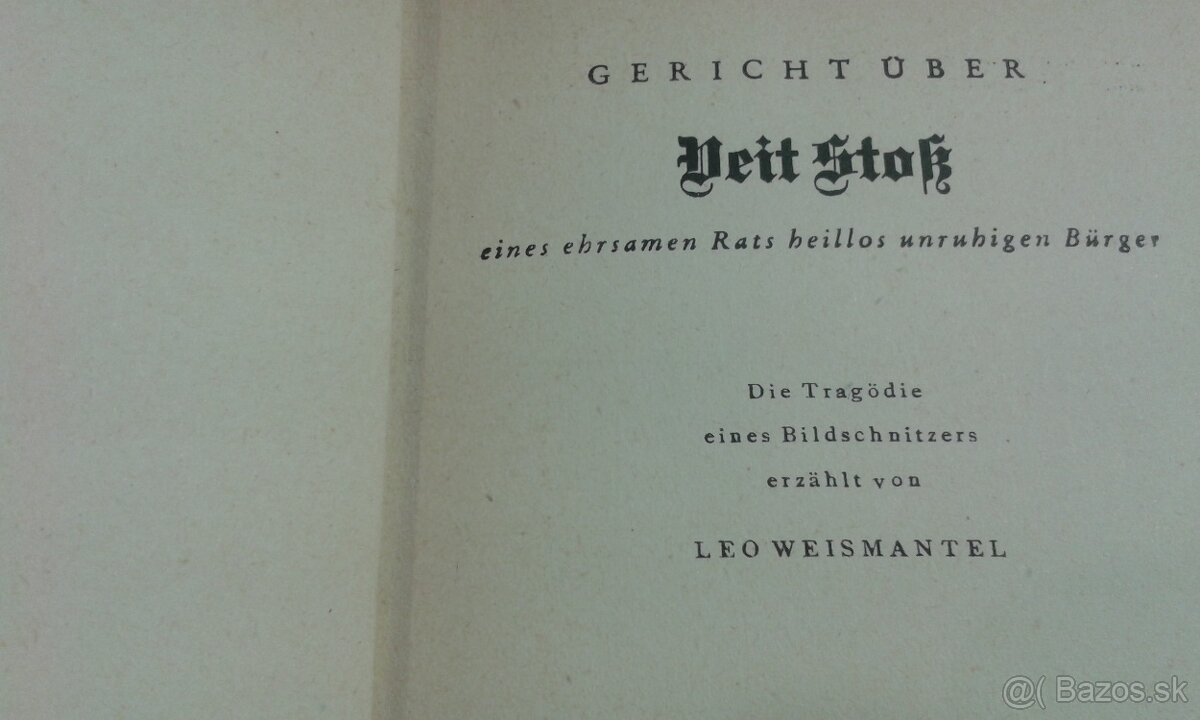 GERICHT ÜBER
Veit Stoß
eines ehrsamen Rats heillos unruhigen Bürger
Die Tragödie
eines Bildschnitzers
erzählt von
LEO WEISMANTEL
@( Bazos.sk